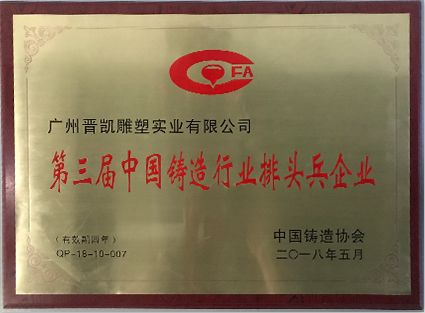 CFA
广州晋凯雕塑实业有限公司
第三届中国铸造行业排头兵企业
（有效期四年）
QP-18-10-007
中国铸造协会
二〇一八年五月